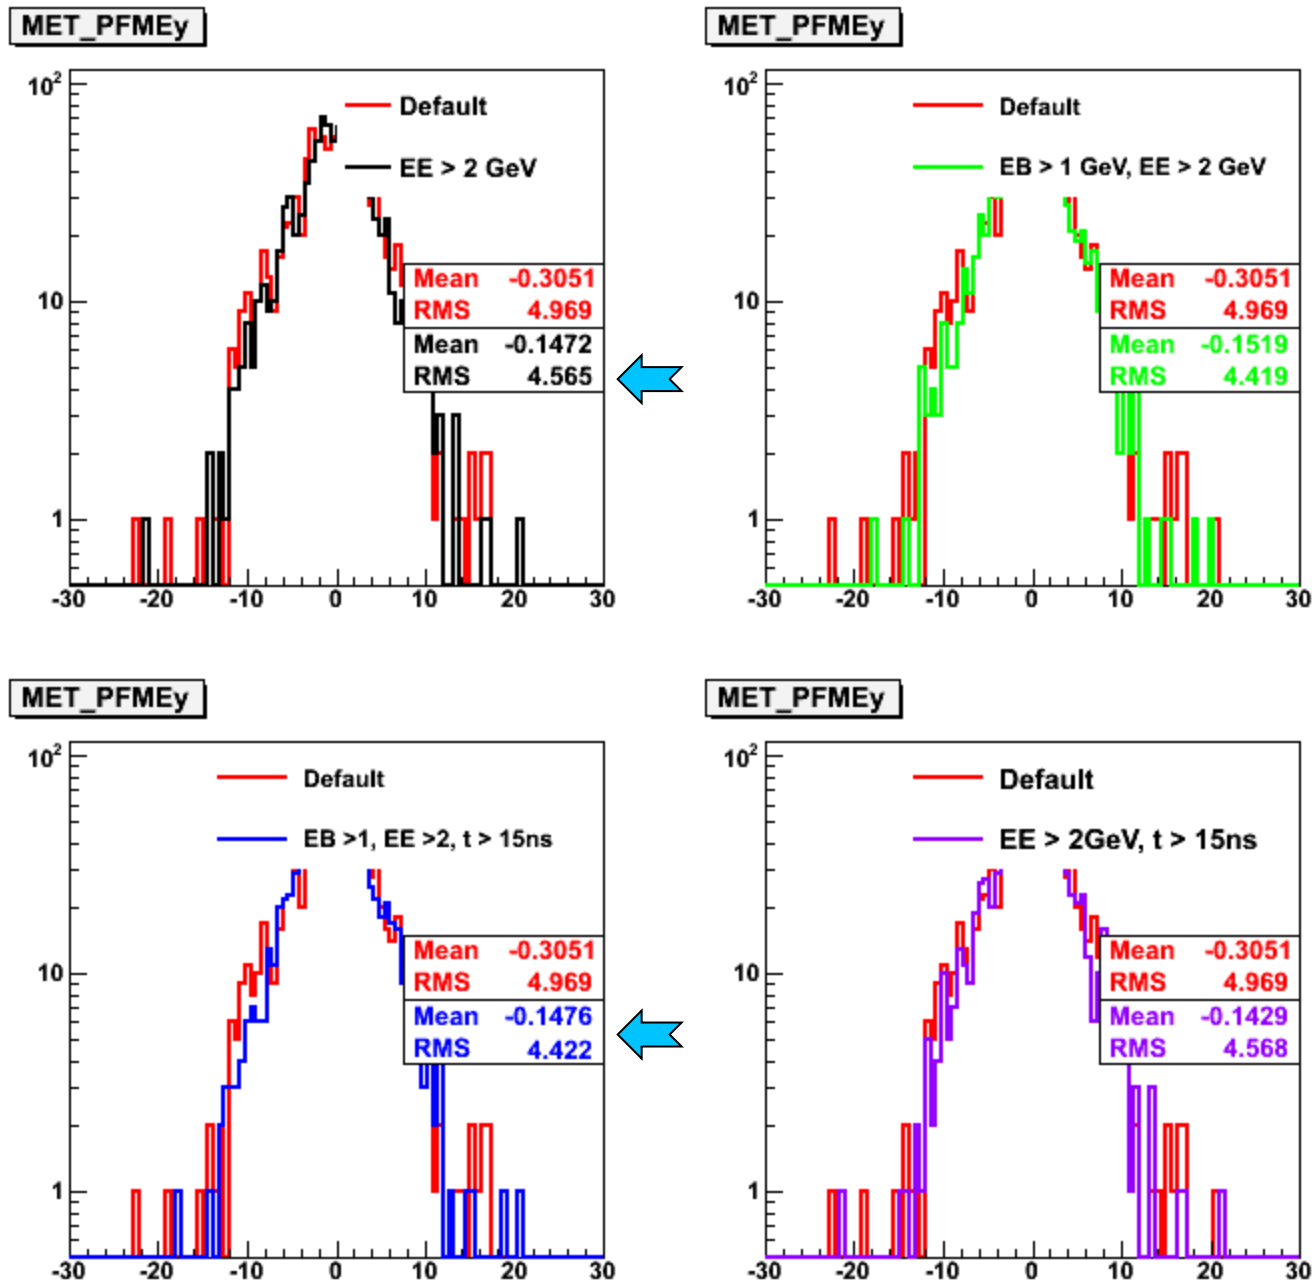 MET_PFMEy
10²
Default
EE > 2 GeV
Mean -0.3051
RMS 4.969
10
Mean -0.1472
RMS 4.565
1
-30 -20 -10 0 10 20 30
MET_PFMEy
10²
Default
EB > 1 GeV, EE > 2 GeV
Mean -0.3051
RMS 4.969
10
Mean -0.1519
RMS 4.419
1
-30 -20 -10 0 10 20 30
MET_PFMEy
10²
Default
EB >1, EE >2, t > 15ns
Mean -0.3051
RMS 4.969
10
Mean -0.1476
RMS 4.422
1
-30 -20 -10 0 10 20 30
MET_PFMEy
10²
Default
EE > 2GeV, t > 15ns
Mean -0.3051
RMS 4.969
10
Mean -0.1429
RMS 4.568
1
-30 -20 -10 0 10 20 30